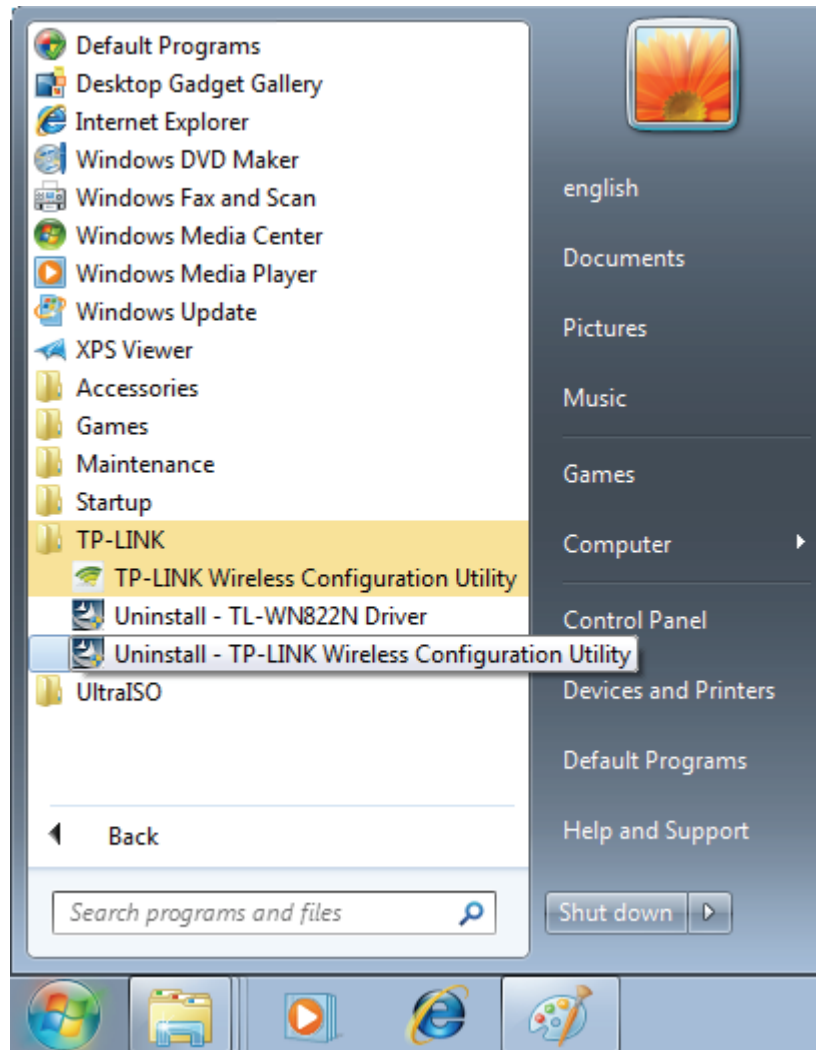 Default Programs
Desktop Gadget Gallery
Internet Explorer
Windows DVD Maker
Windows Fax and Scan
Windows Media Center
Windows Media Player
Windows Update
XPS Viewer
Accessories
Games
Maintenance
Startup
TP-LINK
TP-LINK Wireless Configuration Utility
Uninstall - TL-WN822N Driver
Uninstall - TP-LINK Wireless Configuration Utility
UltraISO
Back
Search programs and files
english
Documents
Pictures
Music
Games
Computer
Control Panel
Devices and Printers
Default Programs
Help and Support
Shut down